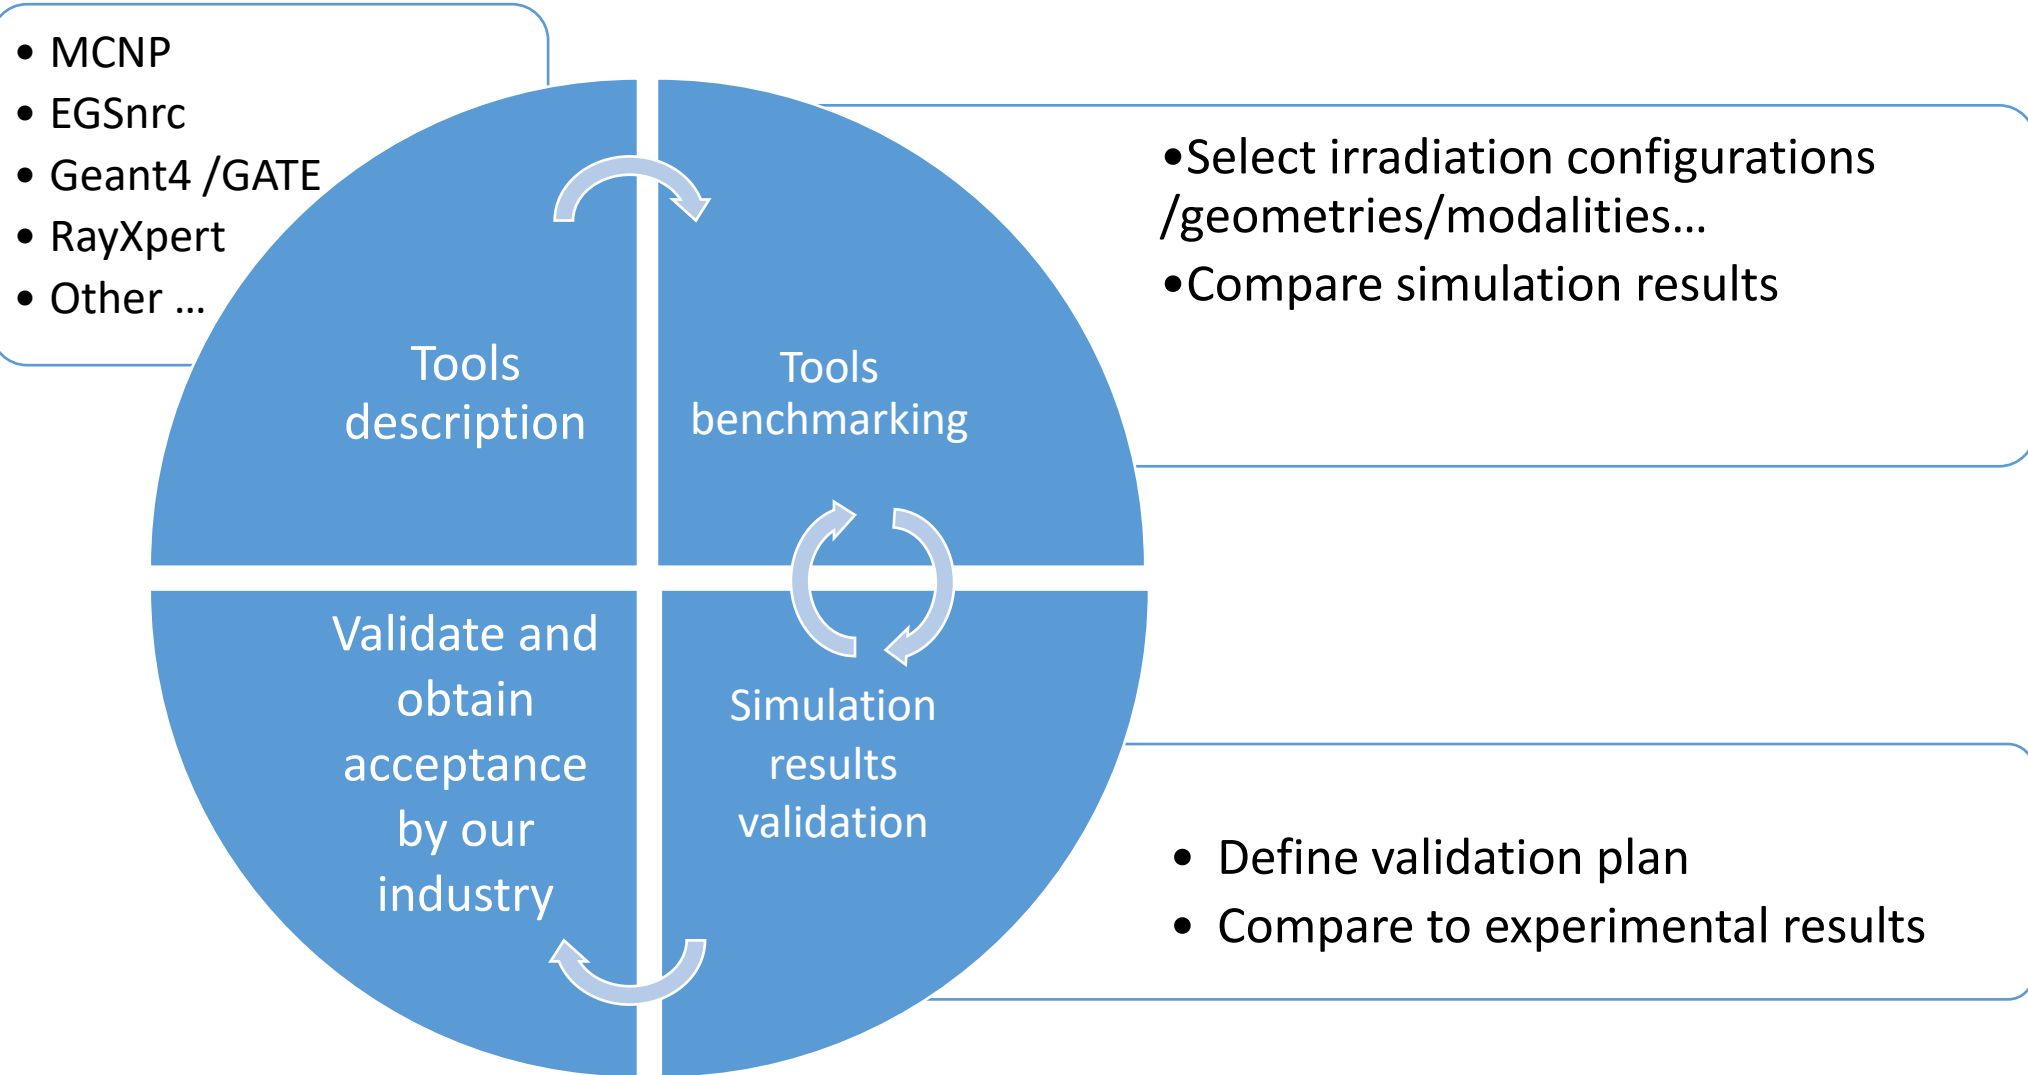 • MCNP
• EGSnrc
• Geant4 /GATE
• RayXpert
• Other ...
Tools
description
Tools
benchmarking
•Select irradiation configurations
/geometries/modalities...
•Compare simulation results
Validate and
obtain
acceptance
by our
industry
Simulation
results
validation
• Define validation plan
• Compare to experimental results